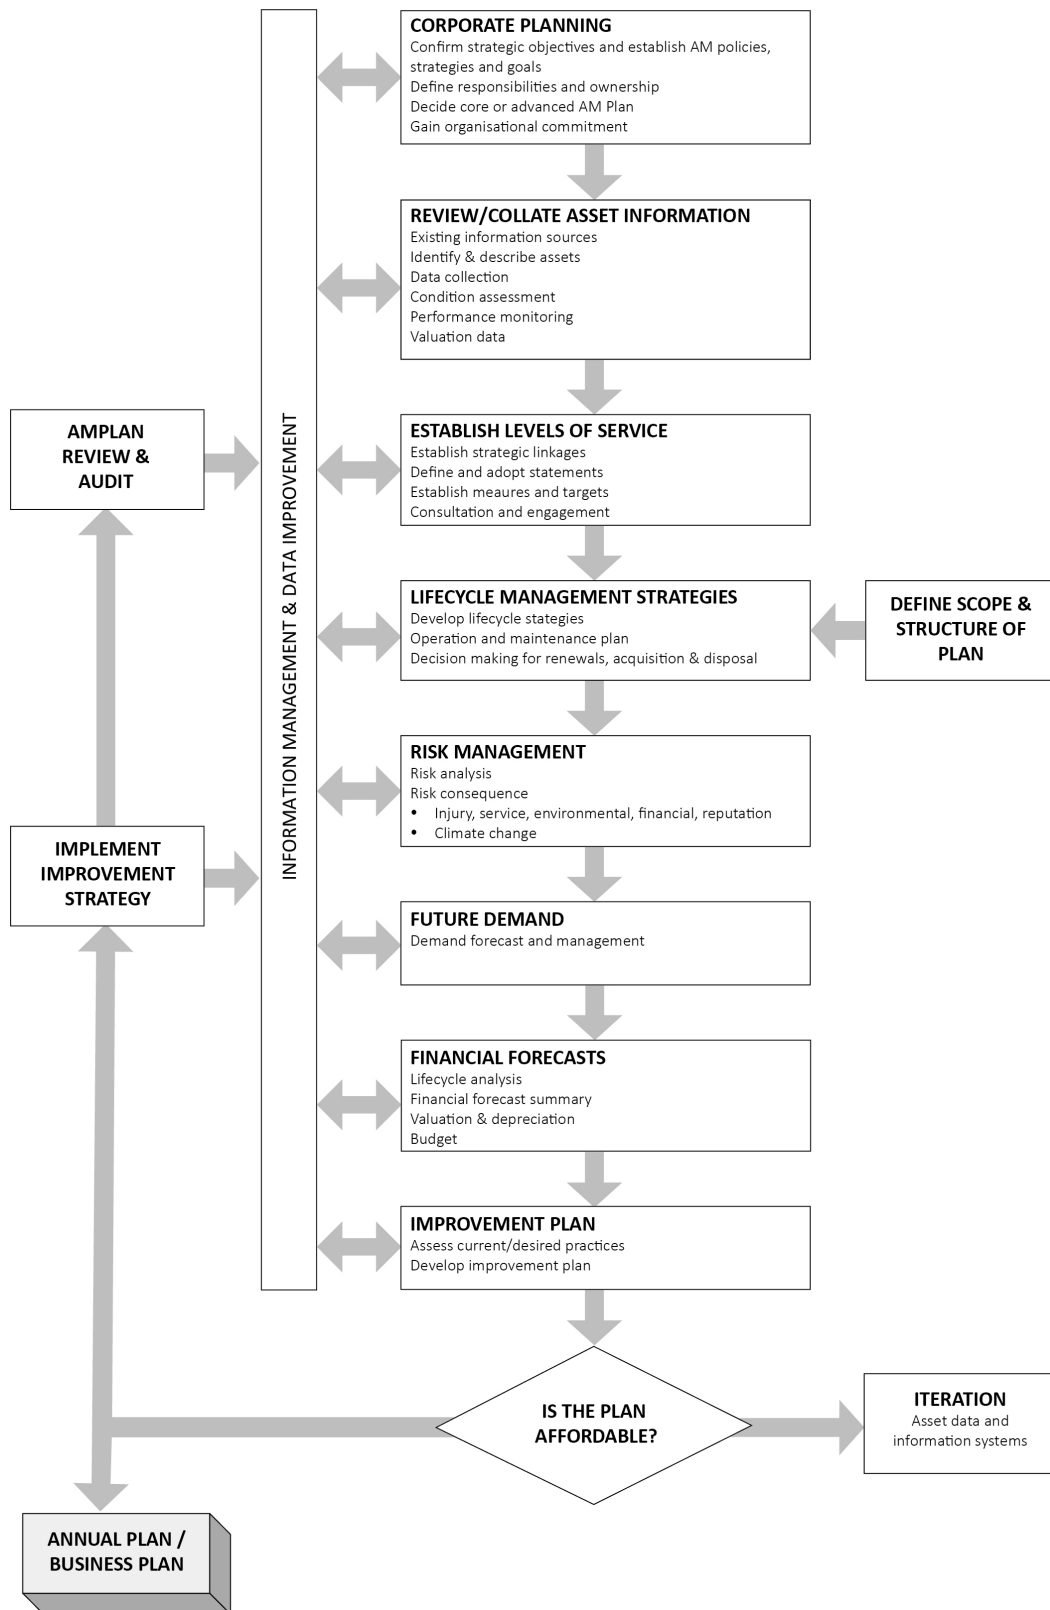 CORPORATE PLANNING
Confirm strategic objectives and establish AM policies,
strategies and goals
Define responsibilities and ownership
Decide core or advanced AM Plan
Gain organisational commitment
REVIEW/COLLATE ASSET INFORMATION
Existing information sources
Identify & describe assets
Data collection
Condition assessment
Performance monitoring
Valuation data
INFORMATION MANAGEMENT & DATA IMPROVEMENT
AMPLAN
REVIEW &
AUDIT
ESTABLISH LEVELS OF SERVICE
Establish strategic linkages
Define and adopt statements
Establish meaures and targets
Consultation and engagement
LIFECYCLE MANAGEMENT STRATEGIES
Develop lifecycle stategies
Operation and maintenance plan
Decision making for renewals, acquisition & disposal
DEFINE SCOPE &
STRUCTURE OF
PLAN
RISK MANAGEMENT
Risk analysis
Risk consequence
• Injury, service, environmental, financial, reputation
• Climate change
IMPLEMENT
IMPROVEMENT
STRATEGY
FUTURE DEMAND
Demand forecast and management
FINANCIAL FORECASTS
Lifecycle analysis
Financial forecast summary
Valuation & depreciation
Budget
IMPROVEMENT PLAN
Assess current/desired practices
Develop improvement plan
IS THE PLAN
AFFORDABLE?
ITERATION
Asset data and
information systems
ANNUAL PLAN /
BUSINESS PLAN